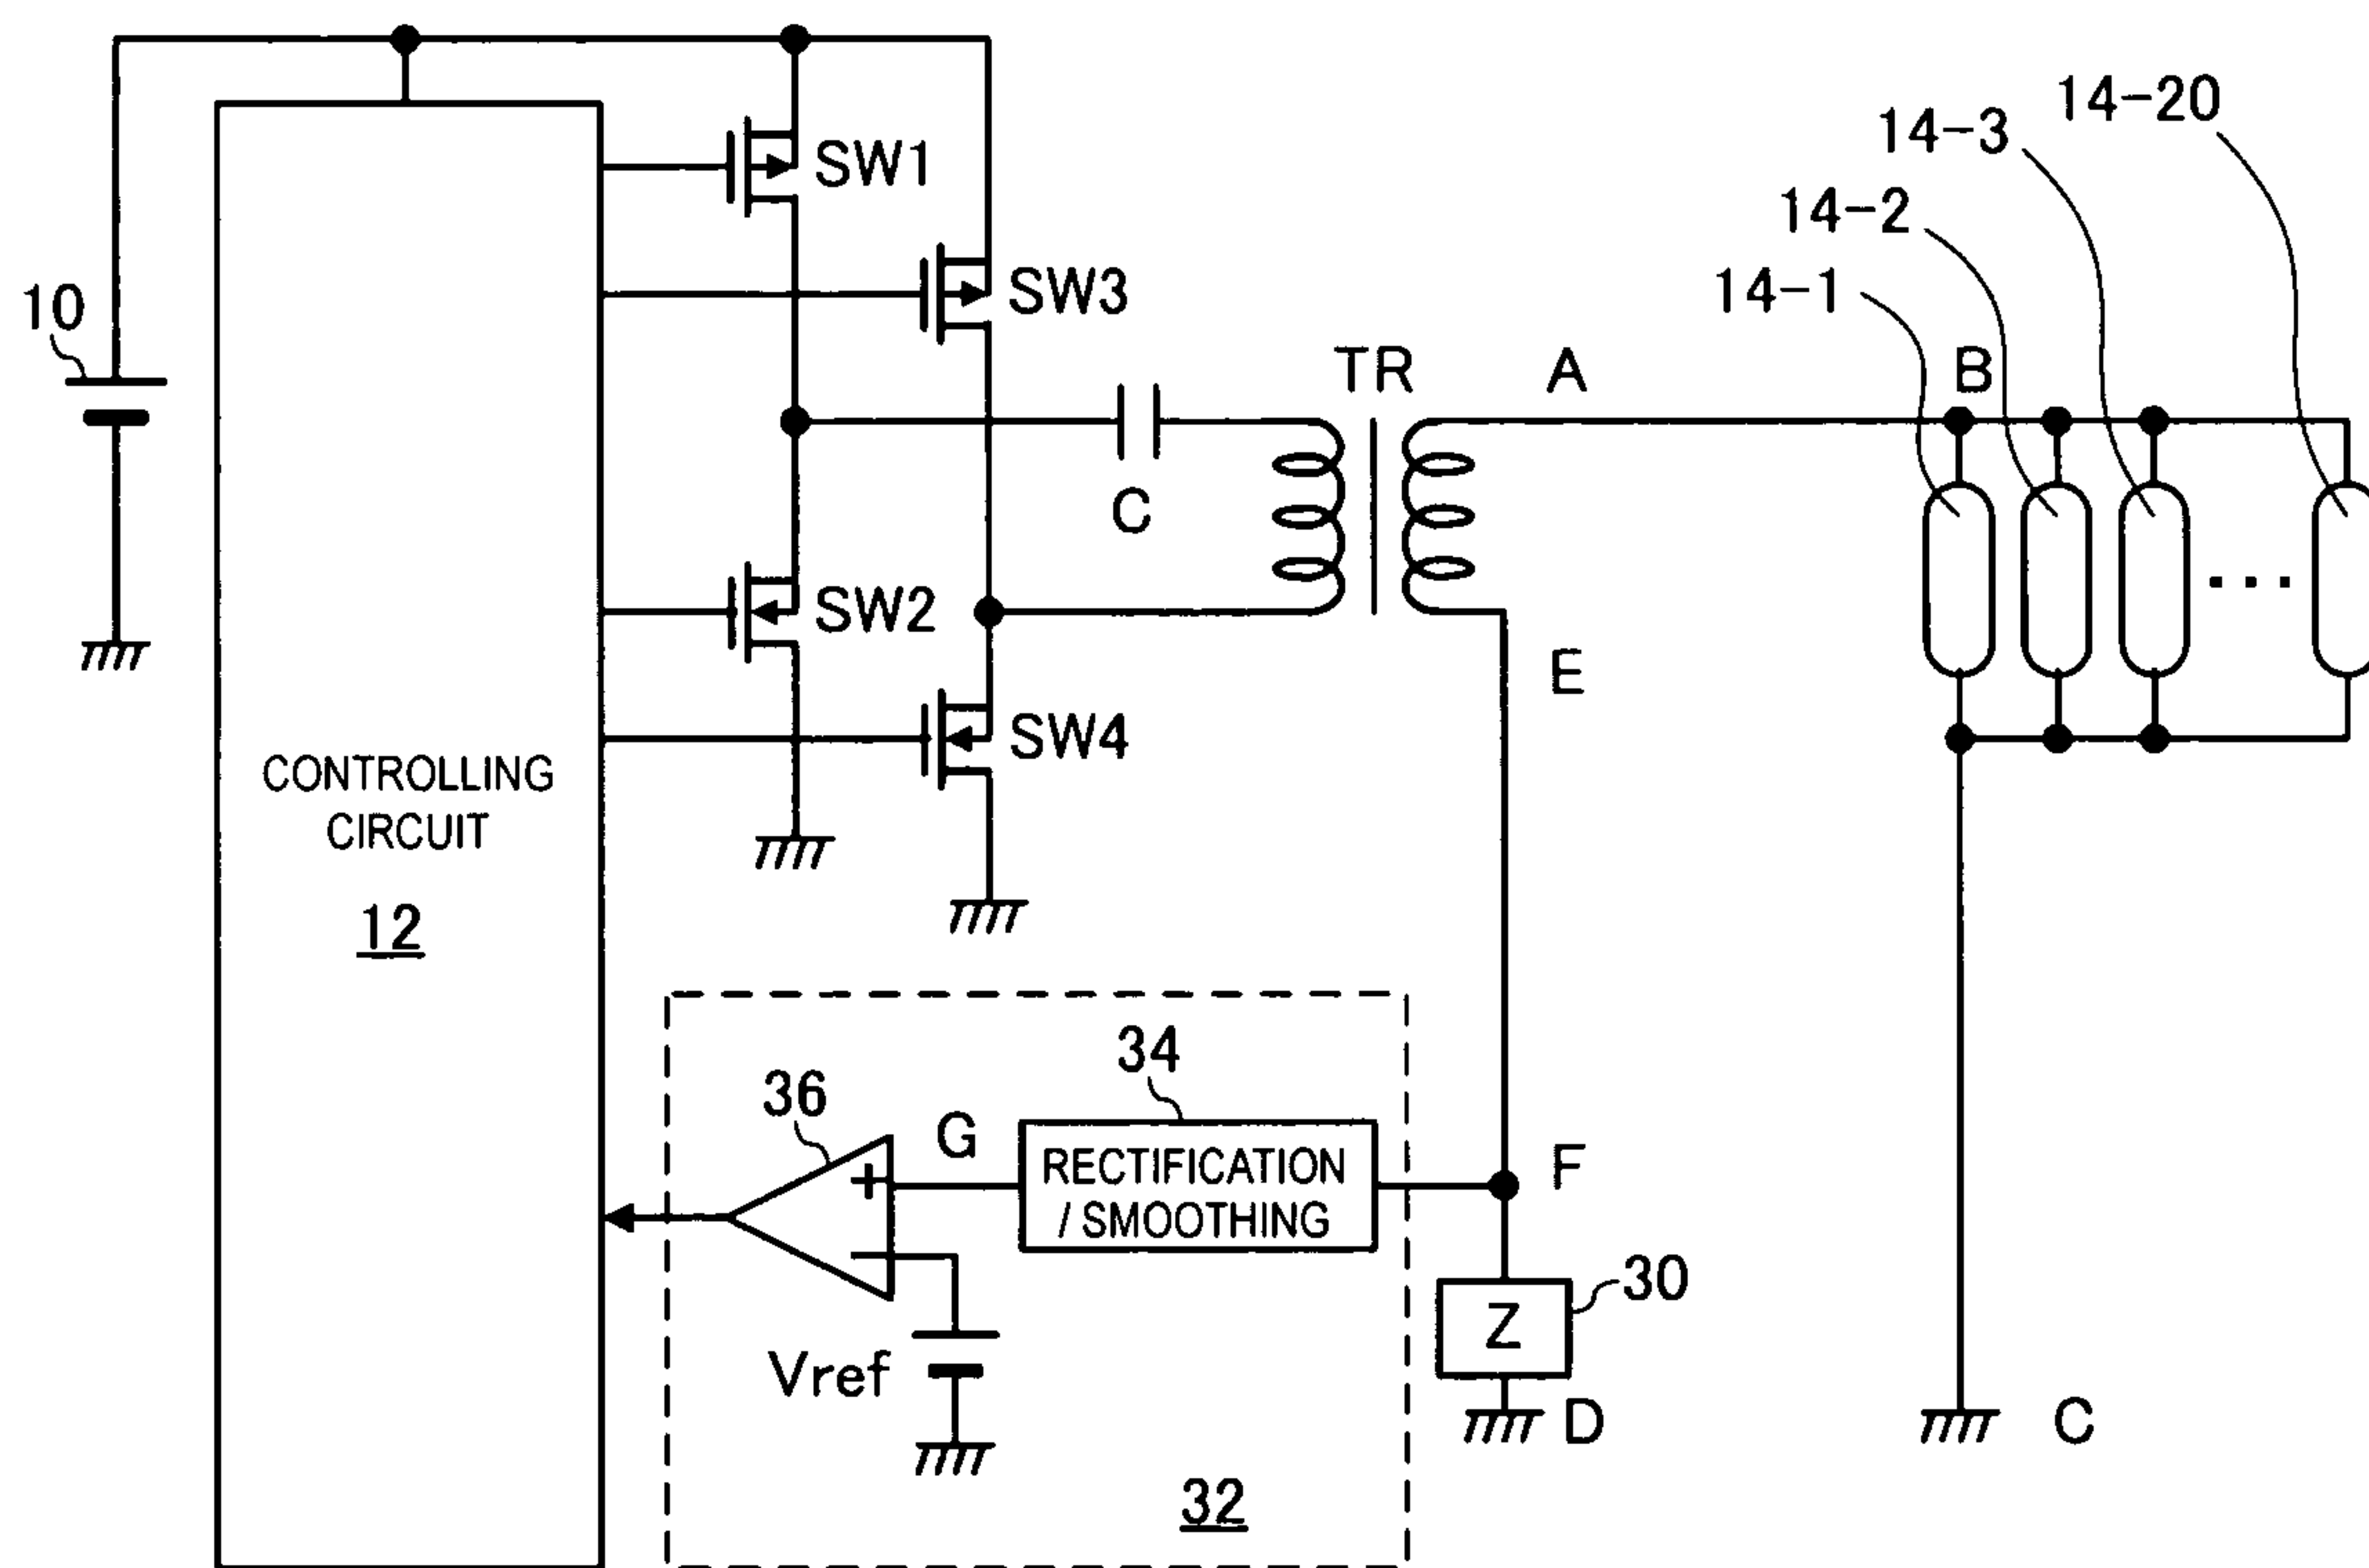 14-20
14-3
SW1
14-2
10
SW3
14-1
TR
A
B
C
SW2
E
SW4
CONTROLLING
CIRCUIT
12
34
36
G
RECTIFICATION
/ SMOOTHING
F
+
−
30
Z
Vref
D
C
32
...